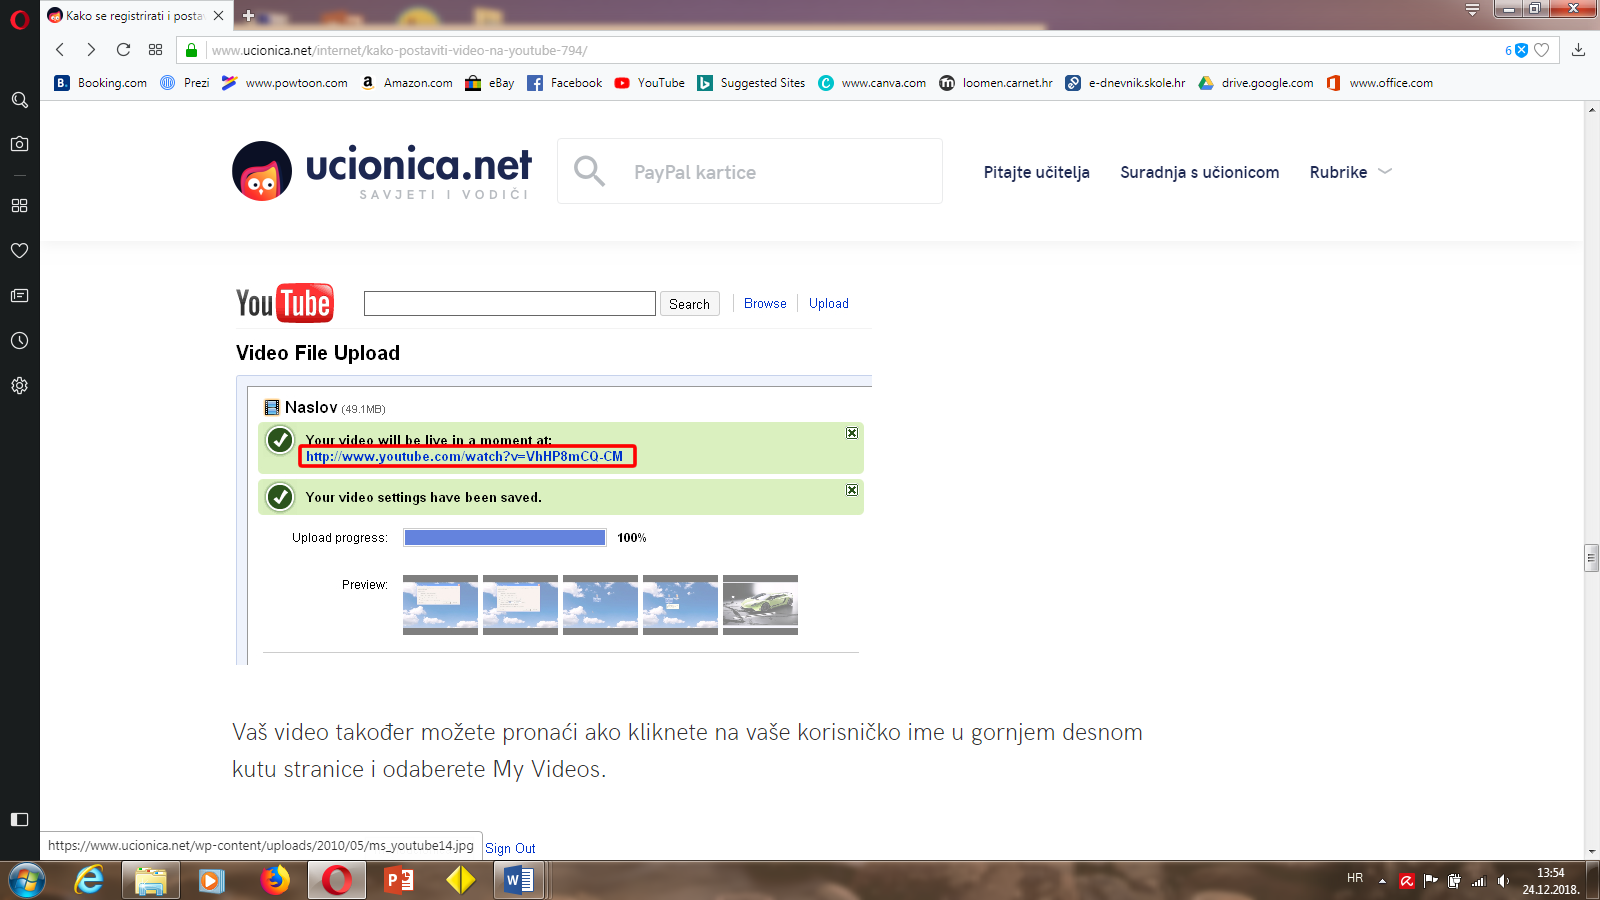 Kako se registrirati i posta
www.ucionica.net/internet/kako-postaviti-video-na-youtube-794/
6
Booking.com Prezi www.powtoon.com Amazon.com eBay Facebook YouTube Suggested Sites www.canva.com loomen.carnet.hr e-dnevnik.skole.hr drive.google.com www.office.com
ucionica.net
SAVJETI I VODIČI
PayPal kartice
Pitajte učitelja Suradnja s učionicom Rubrike
YouTube
Search Browse Upload
Video File Upload
Naslov (49.1MB)
Your video will be live in a moment at:
http://www.youtube.com/watch?v=VhHP8mCQ-CM
Your video settings have been saved.
Upload progress: 100%
Preview:
Vaš video također možete pronaći ako kliknete na vaše korisničko ime u gornjem desnom
kutu stranice i odaberete My Videos.
https://www.ucionica.net/wp-content/uploads/2010/05/ms_youtube14.jpg
Sign Out
HR
13:54
24.12.2018.